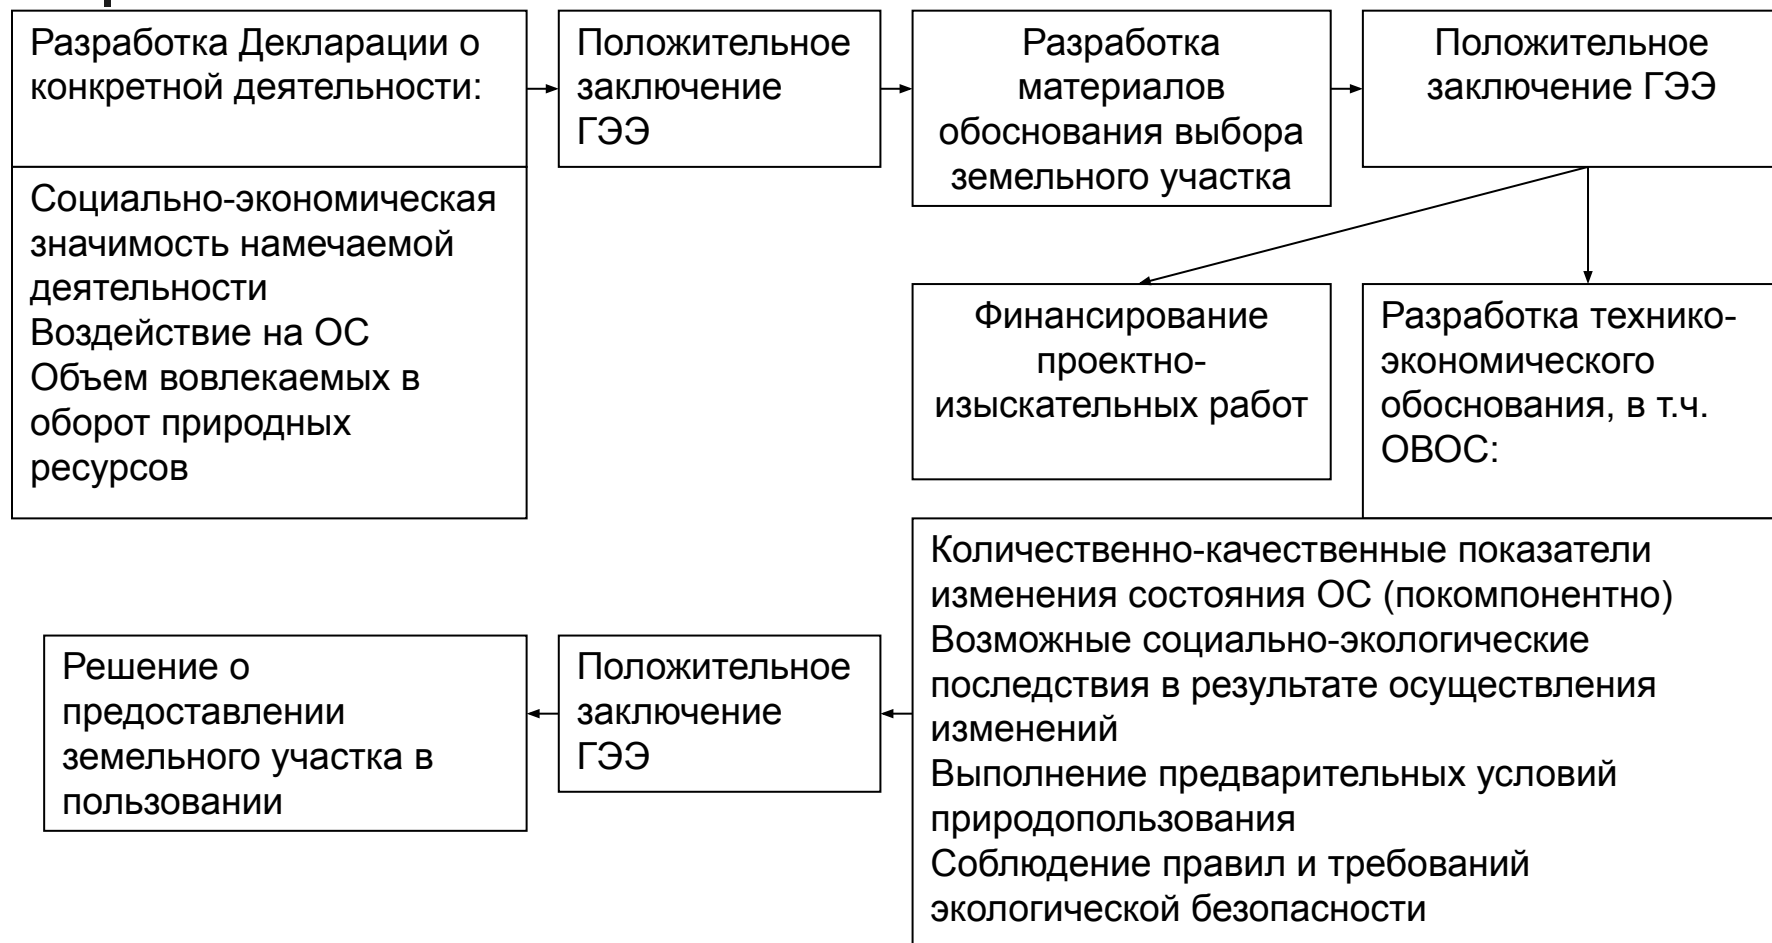 Разработка Декларации о
конкретной деятельности:
Положительное
заключение
ГЭЭ
Разработка
материалов
обоснования выбора
земельного участка
Положительное
заключение ГЭЭ
Социально-экономическая
значимость намечаемой
деятельности
Воздействие на ОС
Объем вовлекаемых в
оборот природных
ресурсов
Финансирование
проектно-
изыскательных работ
Разработка технико-
экономического
обоснования, в т.ч.
ОВОС:
Количественно-качественные показатели
изменения состояния ОС (покомпонентно)
Возможные социально-экологические
последствия в результате осуществления
изменений
Выполнение предварительных условий
природопользования
Соблюдение правил и требований
экологической безопасности
Положительное
заключение
ГЭЭ
Решение о
предоставлении
земельного участка в
пользовании